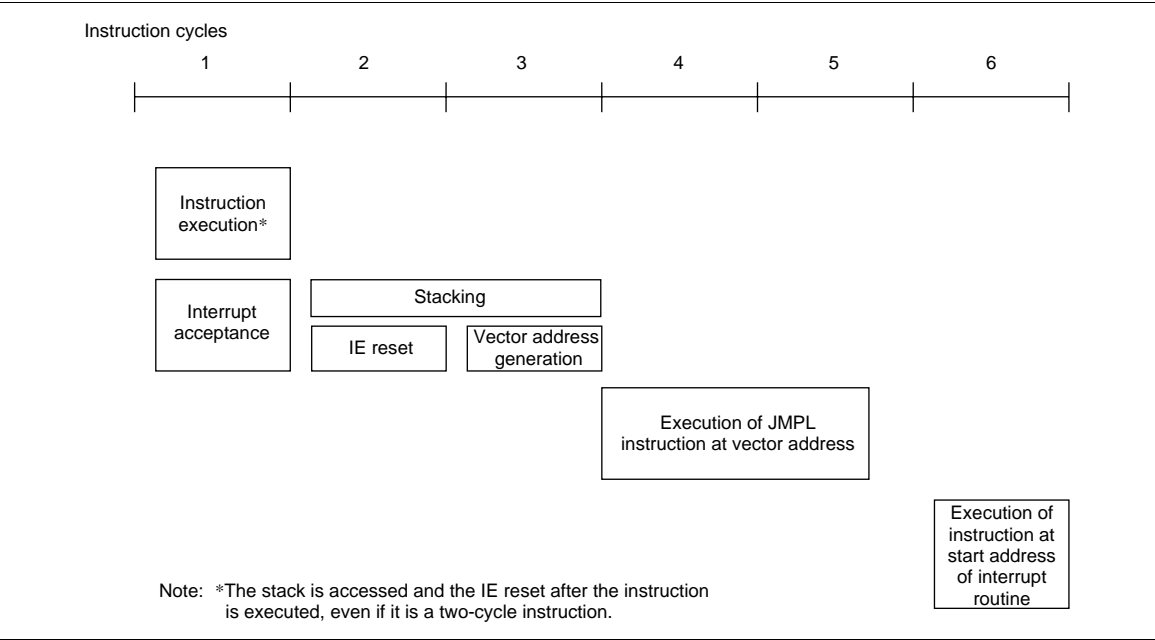 Instruction cycles
1 2 3 4 5 6
Instruction
execution*
Interrupt
acceptance
Stacking
IE reset
Vector address
generation
Execution of JMPL
instruction at vector address
Execution of
instruction at
start address
of interrupt
routine
Note: *The stack is accessed and the IE reset after the instruction
is executed, even if it is a two-cycle instruction.